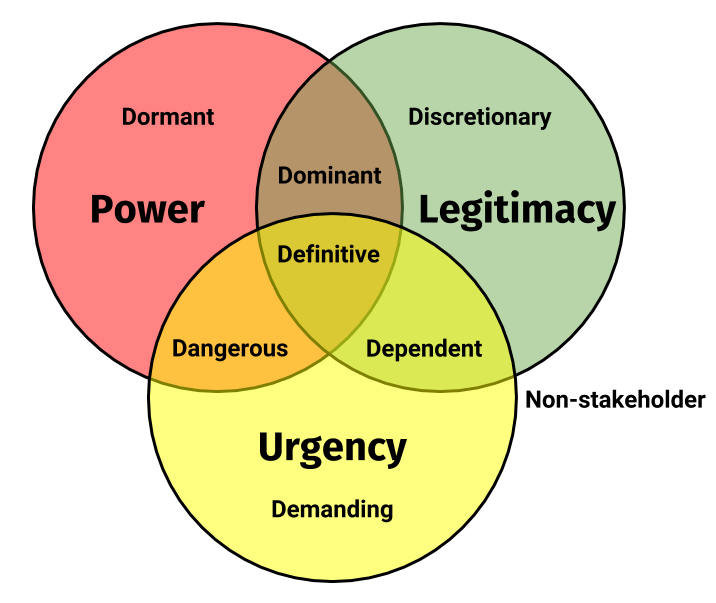 Dormant
Discretionary
Dominant
Power
Legitimacy
Definitive
Dangerous
Dependent
Non-stakeholder
Urgency
Demanding